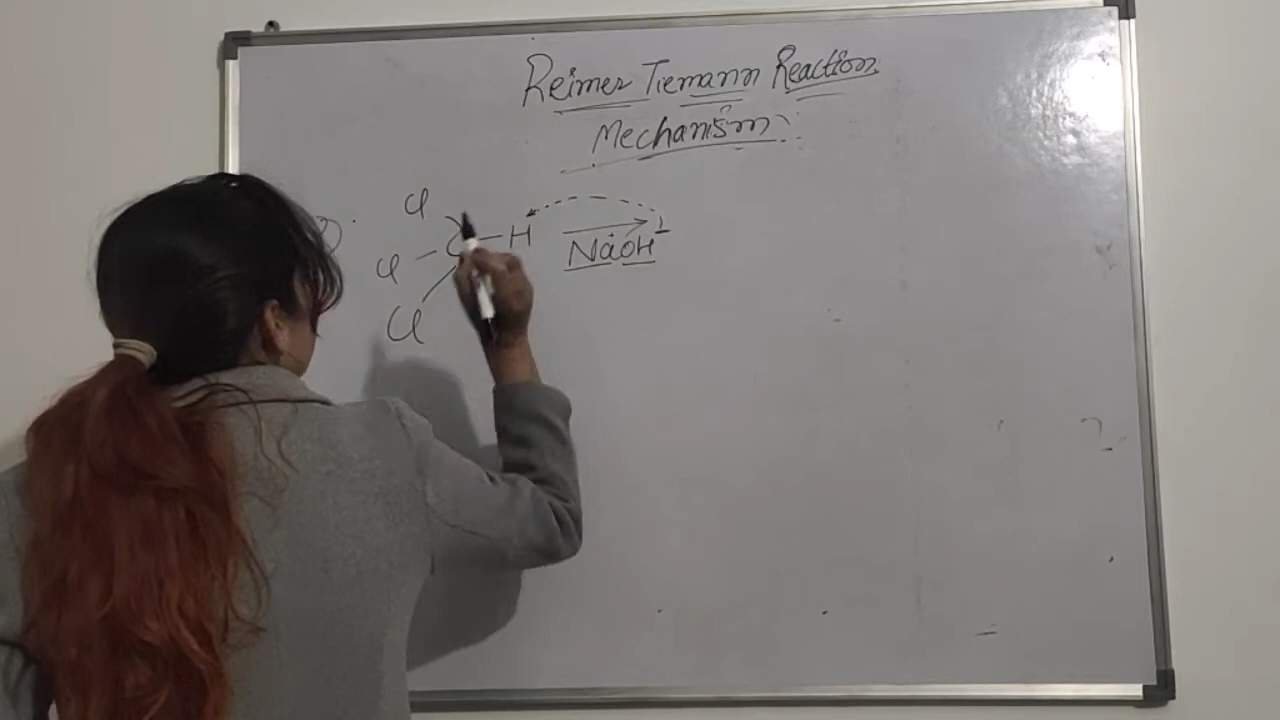 Reimer Tiemann Reaction
Mechanism
Cl
Cl - C - H
NaOH
Cl